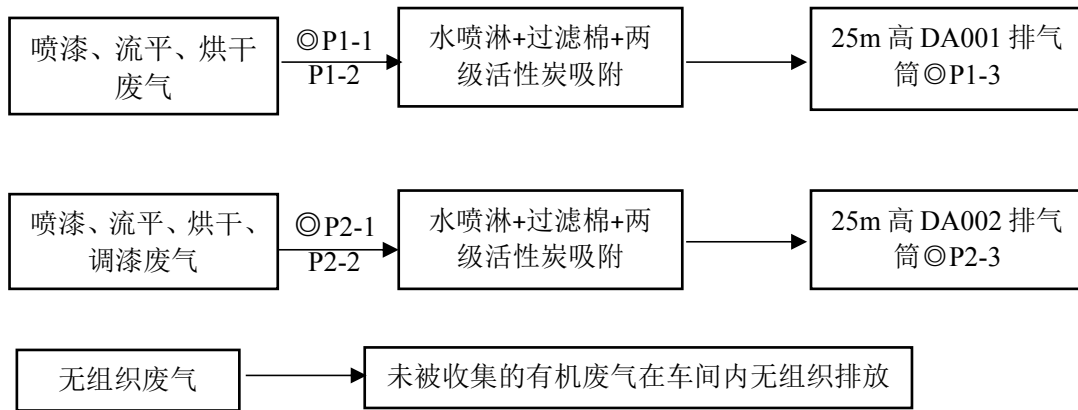 喷漆、流平、烘干
废气
◎P1-1
P1-2
水喷淋+过滤棉+两
级活性炭吸附
25m 高 DA001 排气
筒◎P1-3
喷漆、流平、烘干、
调漆废气
◎P2-1
P2-2
水喷淋+过滤棉+两
级活性炭吸附
25m 高 DA002 排气
筒◎P2-3
无组织废气
未被收集的有机废气在车间内无组织排放